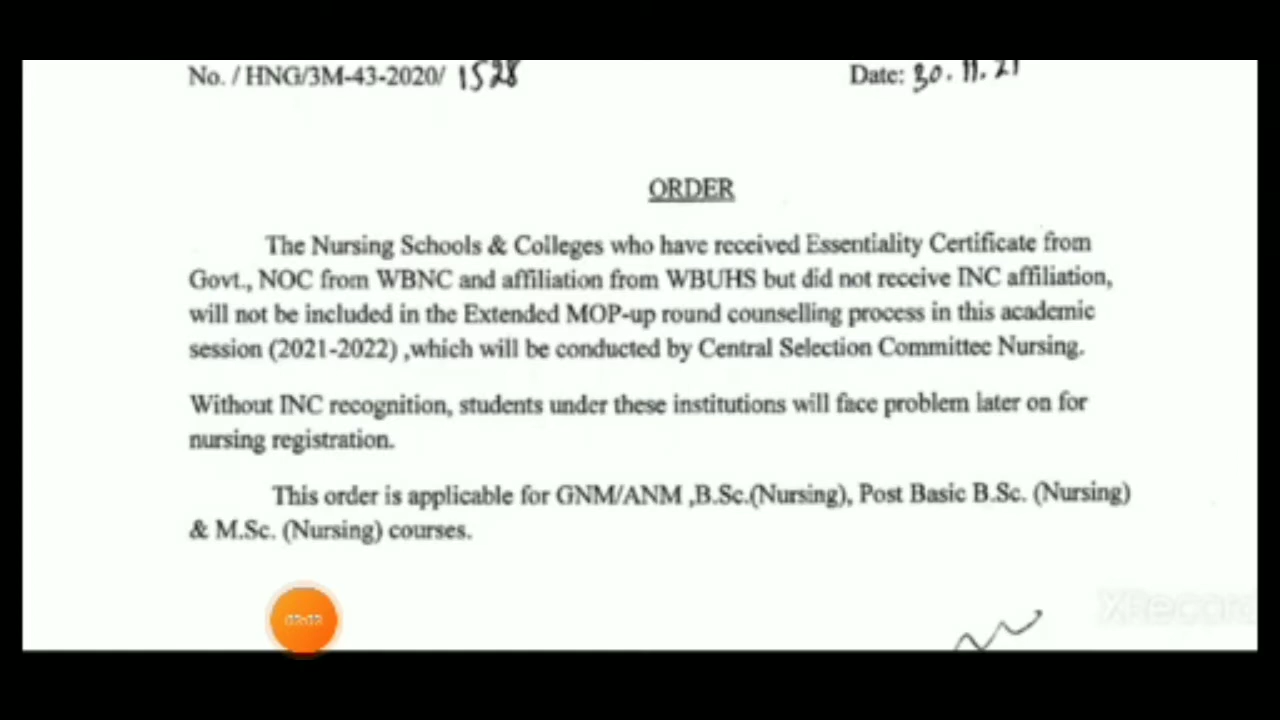 No. / HNG/3M-43-2020/ 1528 Date: 30.11.21
ORDER
The Nursing Schools & Colleges who have received Essentiality Certificate from
Govt., NOC from WBNC and affiliation from WBUHS but did not receive INC affiliation,
will not be included in the Extended MOP-up round counselling process in this academic
session (2021-2022) ,which will be conducted by Central Selection Committee Nursing.
Without INC recognition, students under these institutions will face problem later on for
nursing registration.
This order is applicable for GNM/ANM ,B.Sc.(Nursing), Post Basic B.Sc. (Nursing)
& M.Sc. (Nursing) courses.
XRecord